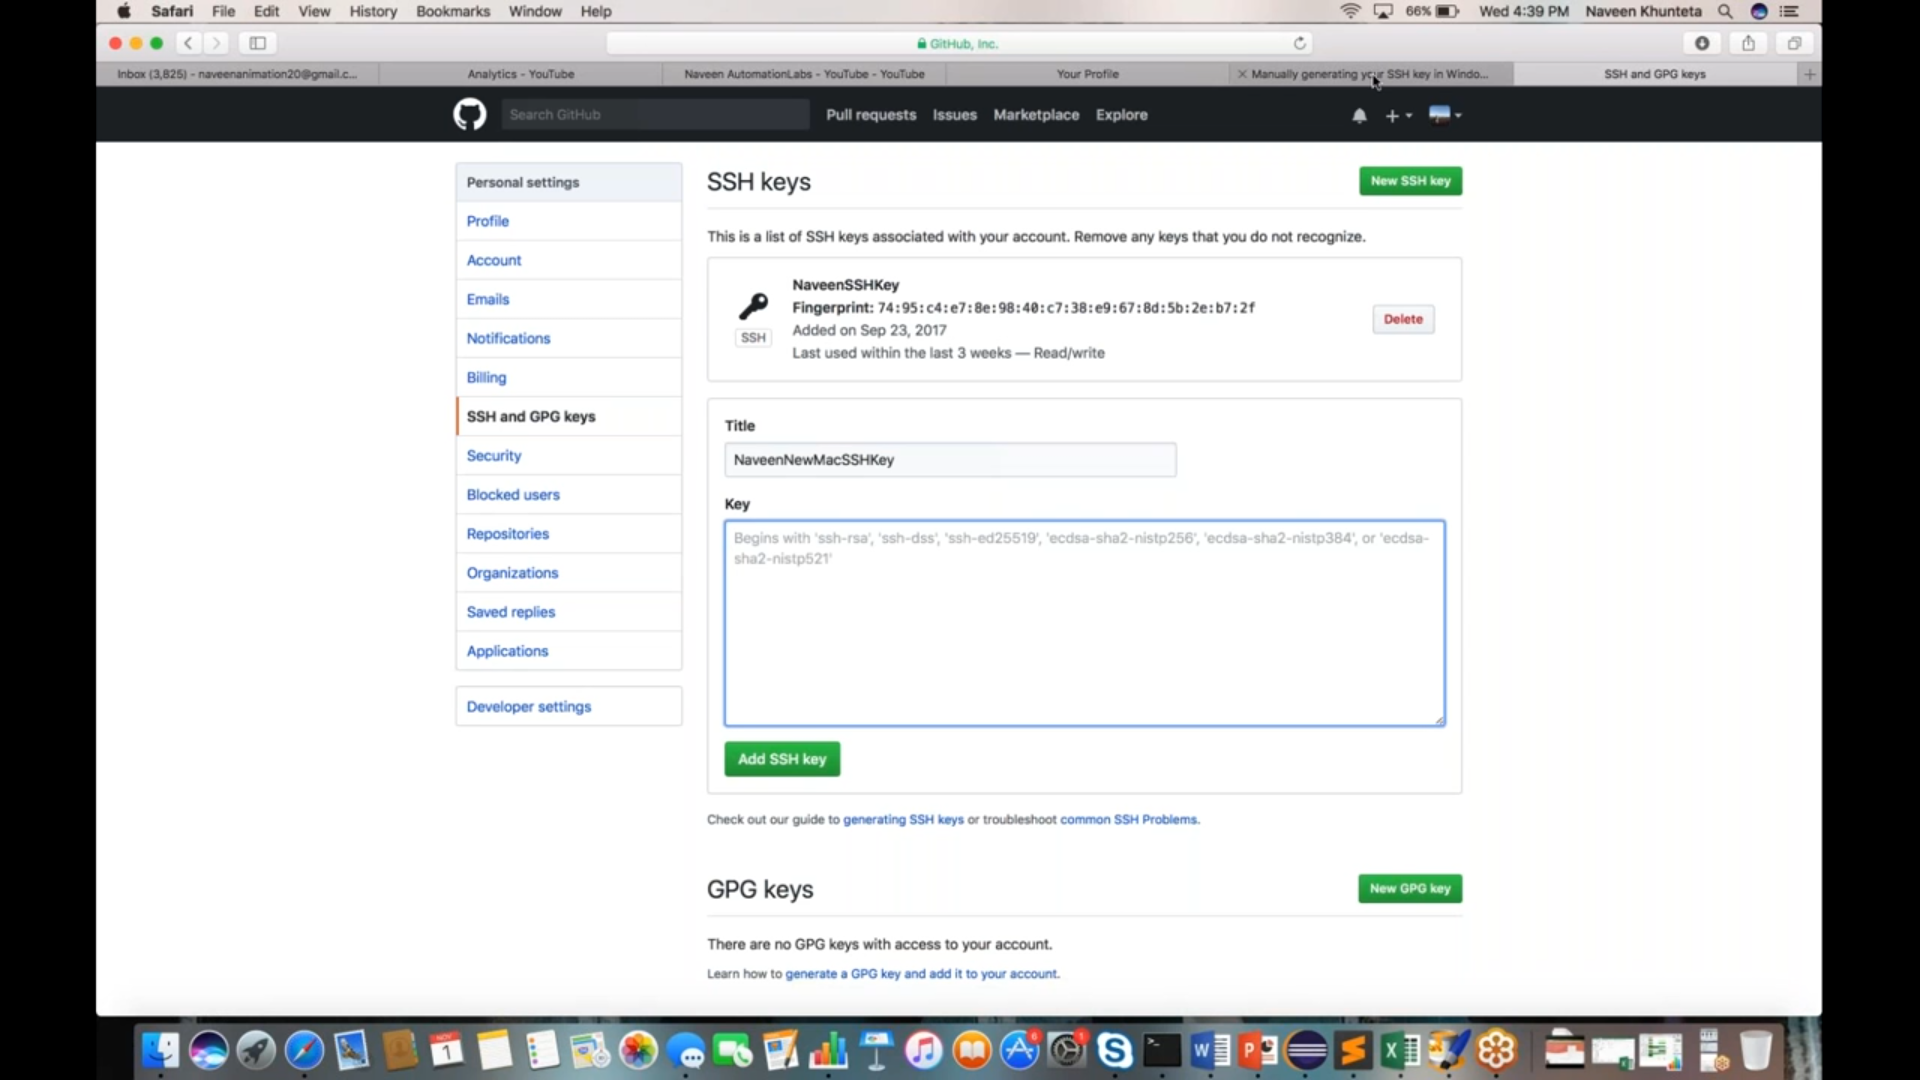 Safari File Edit View History Bookmarks Window Help 66% Wed 4:39 PM Naveen Khunteta
GitHub, Inc.
Inbox (3,825) - naveenanimation20@gmail.c... Analytics - YouTube Naveen AutomationLabs - YouTube - YouTube Your Profile Manually generating your SSH key in Windo... SSH and GPG keys
Search GitHub Pull requests Issues Marketplace Explore
Personal settings
Profile
Account
Emails
Notifications
Billing
SSH and GPG keys
Security
Blocked users
Repositories
Organizations
Saved replies
Applications
Developer settings
SSH keys
New SSH key
This is a list of SSH keys associated with your account. Remove any keys that you do not recognize.
NaveenSSHKey
Fingerprint: 74:95:c4:e7:8e:98:40:c7:38:e9:67:8d:5b:2e:b7:2f
Added on Sep 23, 2017
Last used within the last 3 weeks — Read/write
SSH
Delete
Title
NaveenNewMacSSHKey
Key
Begins with 'ssh-rsa', 'ssh-dss', 'ssh-ed25519', 'ecdsa-sha2-nistp256', 'ecdsa-sha2-nistp384', or 'ecdsa-
sha2-nistp521'
Add SSH key
Check out our guide to generating SSH keys or troubleshoot common SSH Problems.
GPG keys
New GPG key
There are no GPG keys with access to your account.
Learn how to generate a GPG key and add it to your account.
NOV
1